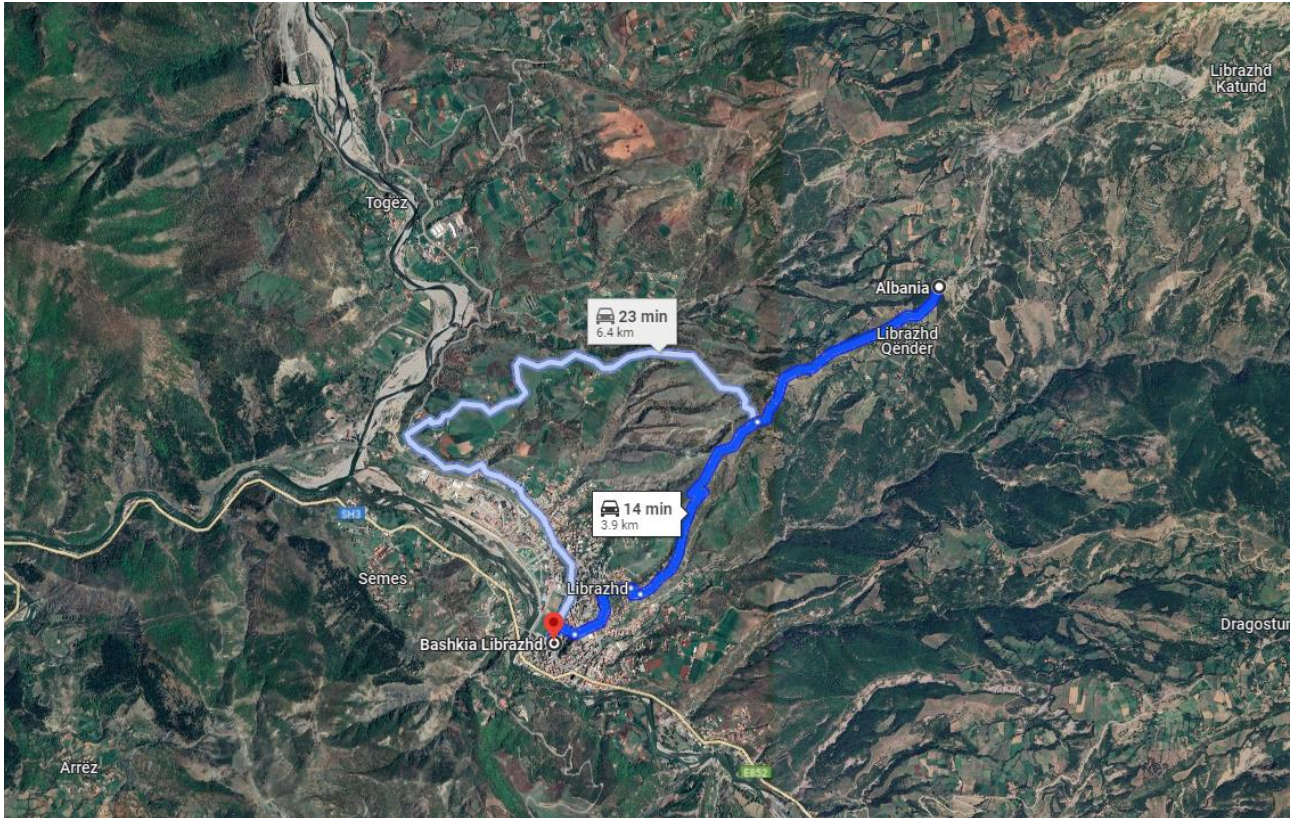 Librazhd
Katund
Togëz
Albania
23 min
6.4 km
Librazhd
Qendër
14 min
3.9 km
SH3
Semes
Librazhd
Dragostun
Bashkia Librazhd
Arrëz
E852